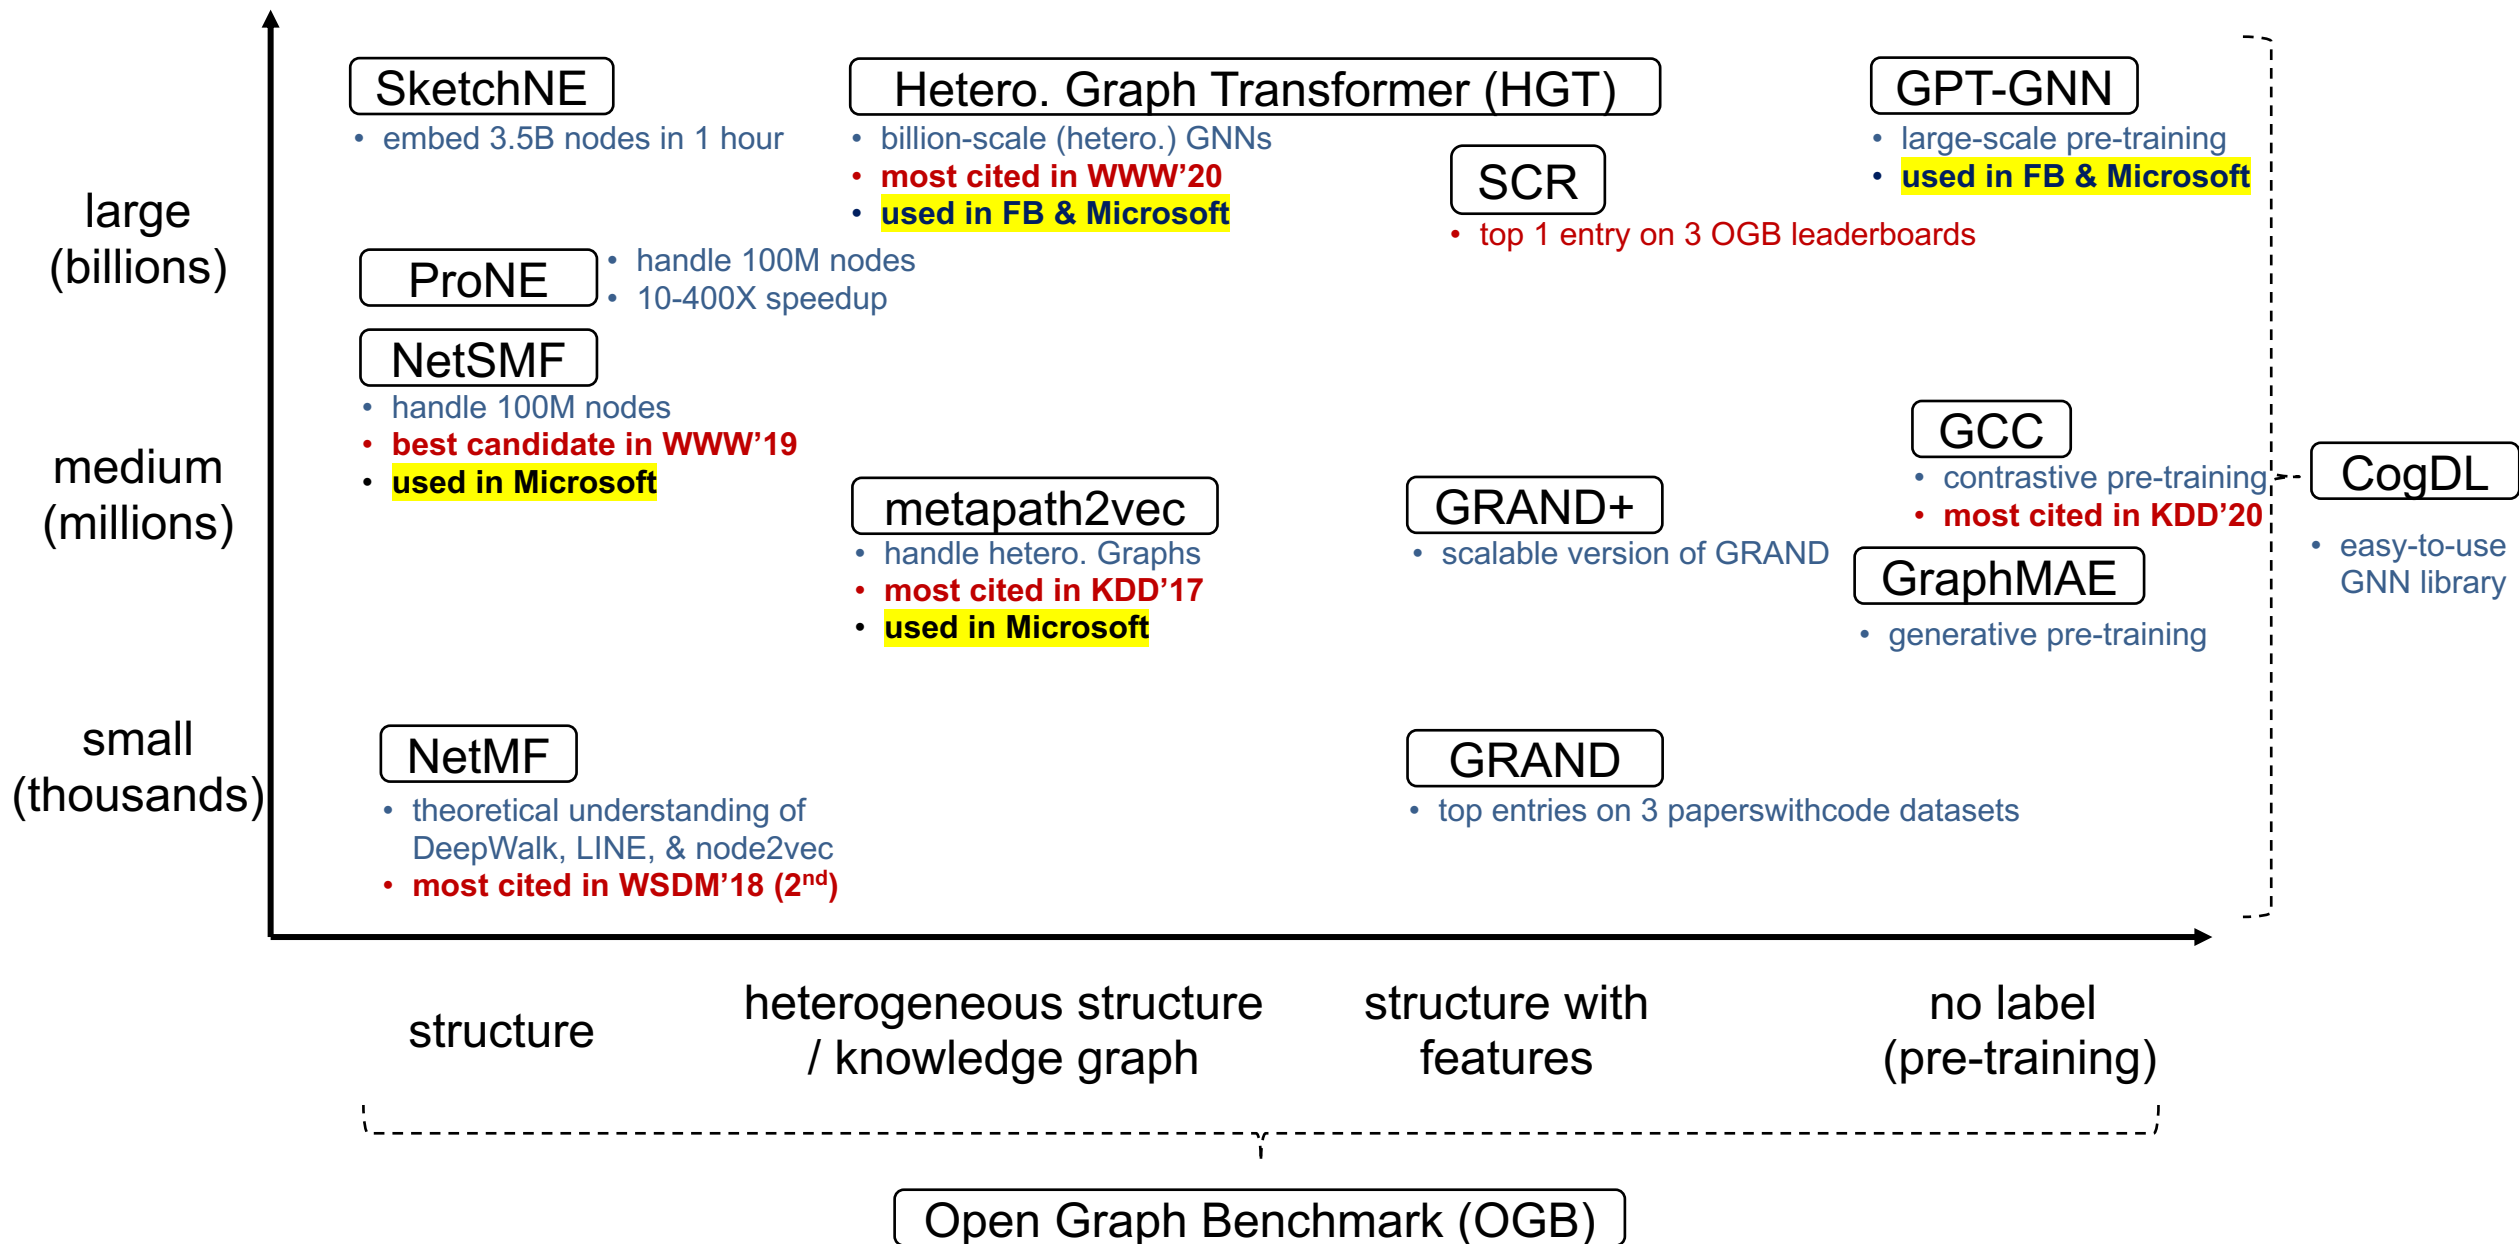 SketchNE
• embed 3.5B nodes in 1 hour
Hetero. Graph Transformer (HGT)
• billion-scale (hetero.) GNNs
• most cited in WWW’20
• used in FB & Microsoft
SCR
• top 1 entry on 3 OGB leaderboards
GPT-GNN
• large-scale pre-training
• used in FB & Microsoft
large
(billions)
ProNE
• handle 100M nodes
• 10-400X speedup
NetSMF
• handle 100M nodes
• best candidate in WWW’19
• used in Microsoft
medium
(millions)
metapath2vec
• handle hetero. Graphs
• most cited in KDD’17
• used in Microsoft
GRAND+
• scalable version of GRAND
GCC
• contrastive pre-training
• most cited in KDD’20
GraphMAE
• generative pre-training
CogDL
• easy-to-use
GNN library
small
(thousands)
NetMF
• theoretical understanding of
DeepWalk, LINE, & node2vec
• most cited in WSDM’18 (2nd)
GRAND
• top entries on 3 paperswithcode datasets
structure
heterogeneous structure
/ knowledge graph
structure with
features
no label
(pre-training)
Open Graph Benchmark (OGB)